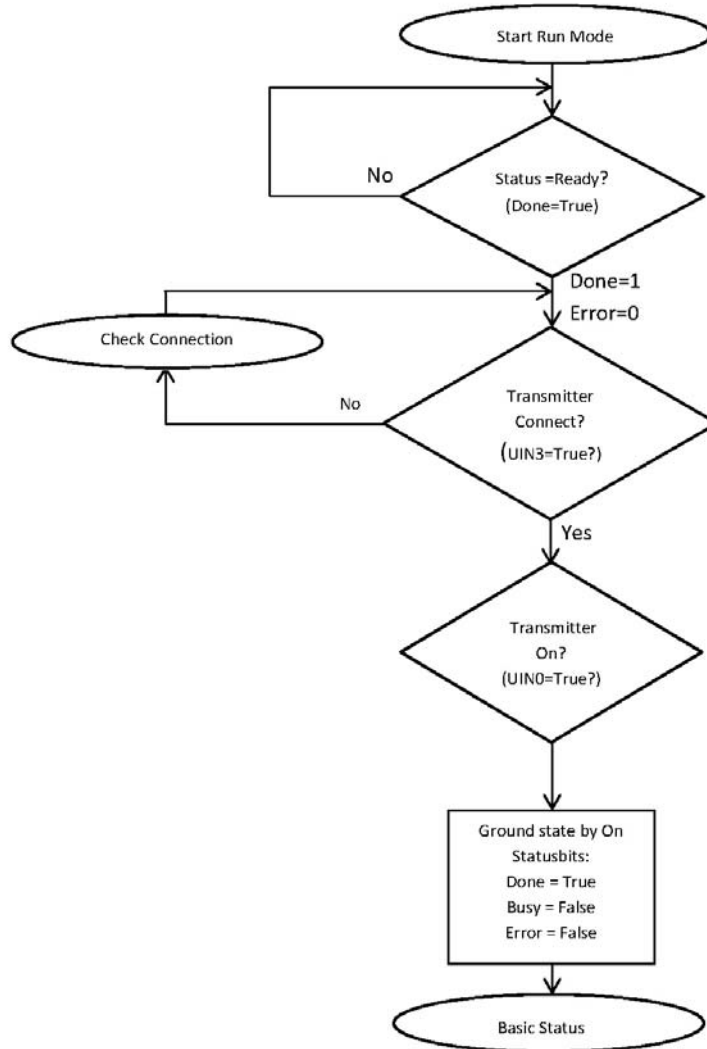 Start Run Mode
No
Status =Ready?
(Done=True)
Done=1
Error=0
Check Connection
No
Transmitter
Connect?
(UIN3=True?)
Yes
Transmitter
On?
(UIN0=True?)
Ground state by On
Statusbits:
Done = True
Busy = False
Error = False
Basic Status